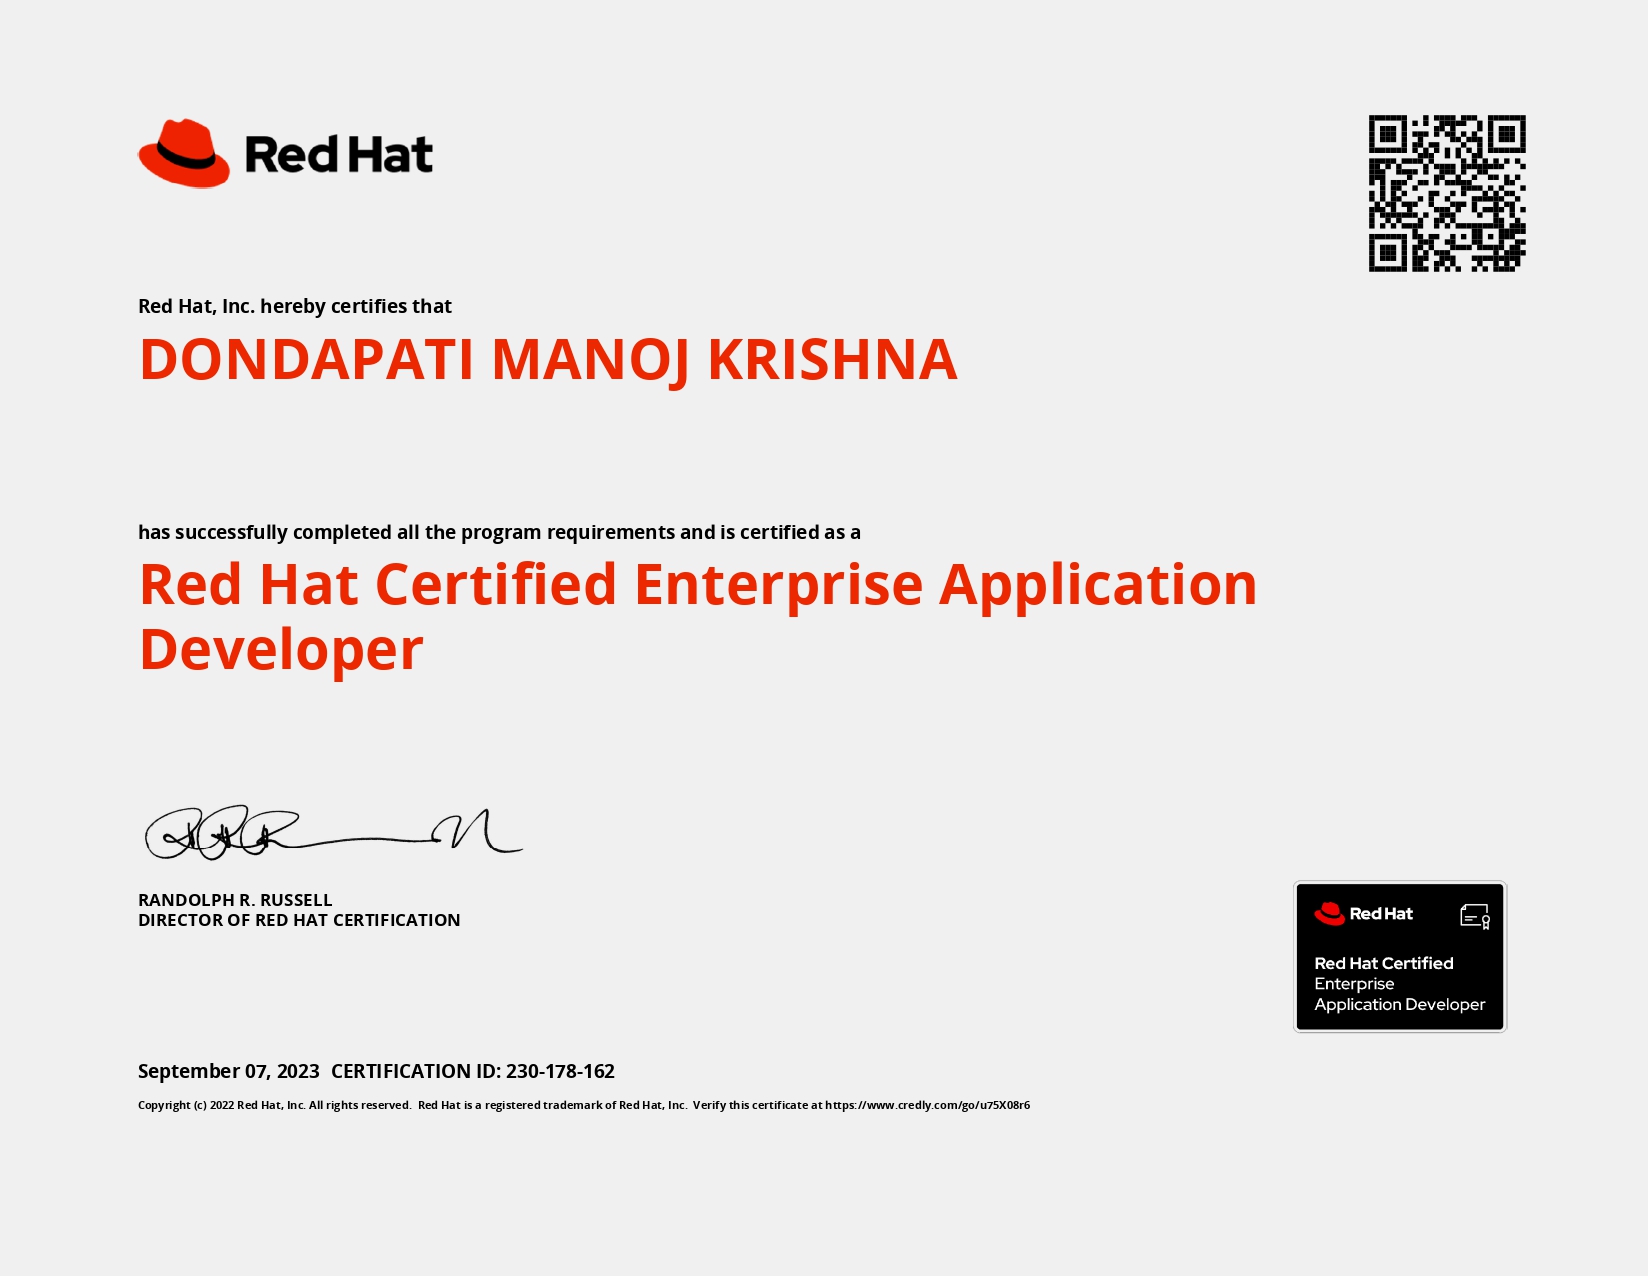 Red Hat
Red Hat, Inc. hereby certifies that
DONDAPATI MANOJ KRISHNA
has successfully completed all the program requirements and is certified as a
Red Hat Certified Enterprise Application
Developer
RANDOLPH R. RUSSELL
DIRECTOR OF RED HAT CERTIFICATION
Red Hat
Red Hat Certified
Enterprise
Application Developer
September 07, 2023  CERTIFICATION ID: 230-178-162
Copyright (c) 2022 Red Hat, Inc. All rights reserved.  Red Hat is a registered trademark of Red Hat, Inc.  Verify this certificate at https://www.credly.com/go/u75X08r6